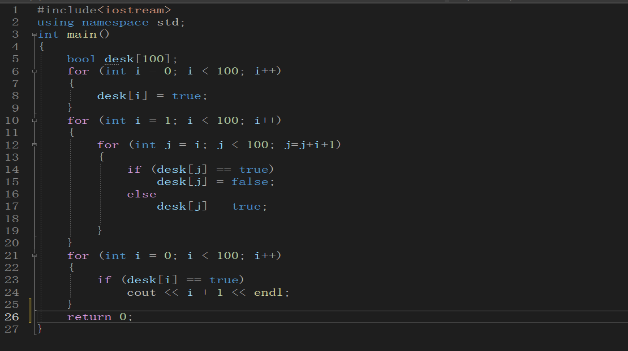 1 #include<iostream>
2 using namespace std;
3 int main()
4 {
5 bool desk[100];
6 for (int i = 0; i < 100; i++)
7 {
8 desk[i] = true;
9 }
10 for (int i = 1; i < 100; i++)
11 {
12 for (int j = i; j < 100; j=j+i+1)
13 {
14 if (desk[j] == true)
15 desk[j] = false;
16 else
17 desk[j] = true;
18
19 }
20 }
21 for (int i = 0; i < 100; i++)
22 {
23 if (desk[i] == true)
24 cout << i + 1 << endl;
25 }
26 return 0;
27 }